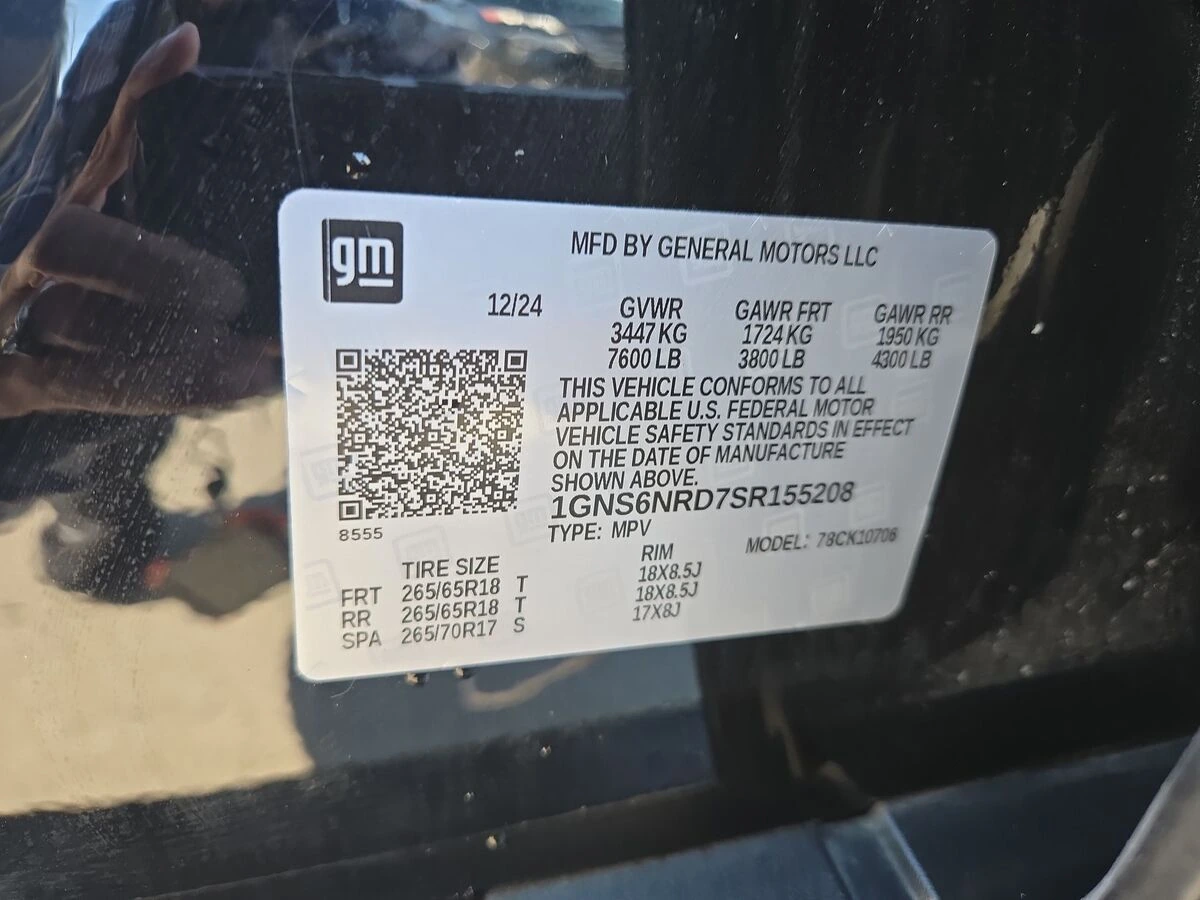 gm
MFD BY GENERAL MOTORS LLC
12/24
GVWR GAWR FRT GAWR RR
3447 KG 1724 KG 1950 KG
7600 LB 3800 LB 4300 LB
THIS VEHICLE CONFORMS TO ALL
APPLICABLE U.S. FEDERAL MOTOR
VEHICLE SAFETY STANDARDS IN EFFECT
ON THE DATE OF MANUFACTURE
SHOWN ABOVE.
1GNS6NRD7SR155208
8555
TYPE: MPV MODEL: 78CK10706
TIRE SIZE RIM
FRT 265/65R18 T 18X8.5J
RR 265/65R18 T 18X8.5J
SPA 265/70R17 S 17X8J